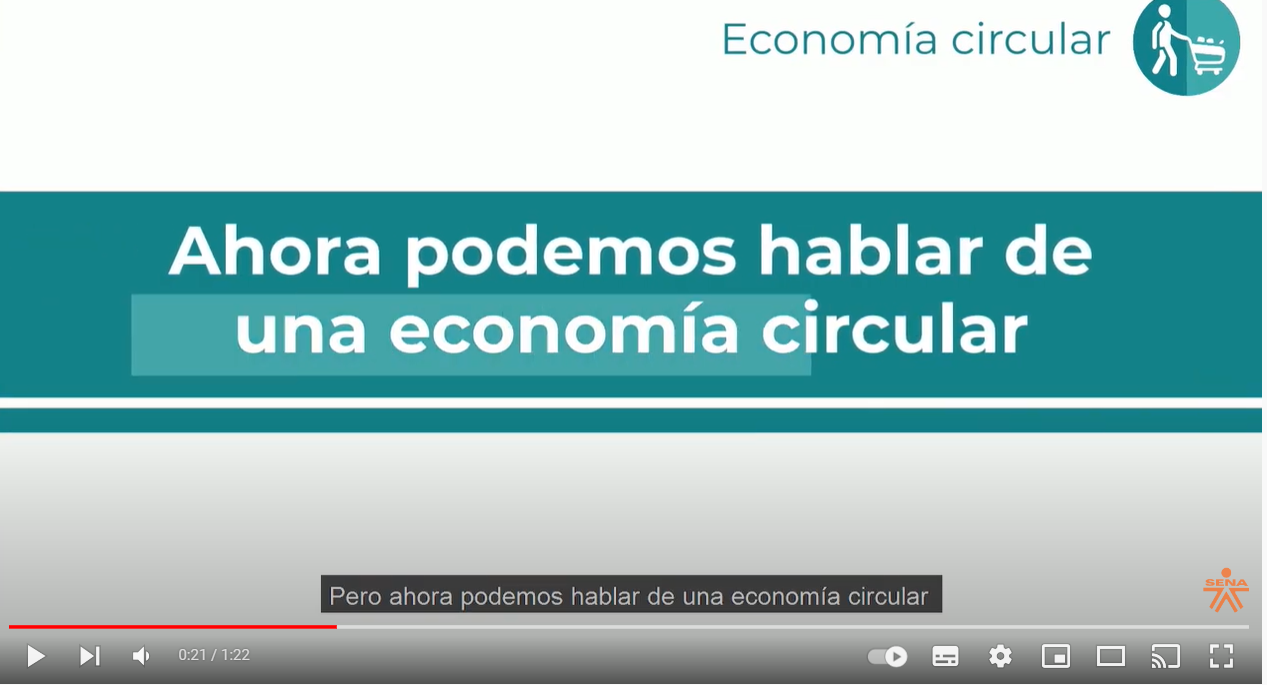 Economía circular
Ahora podemos hablar de
una economía circular
Pero ahora podemos hablar de una economía circular
SENA
0:21 / 1:22